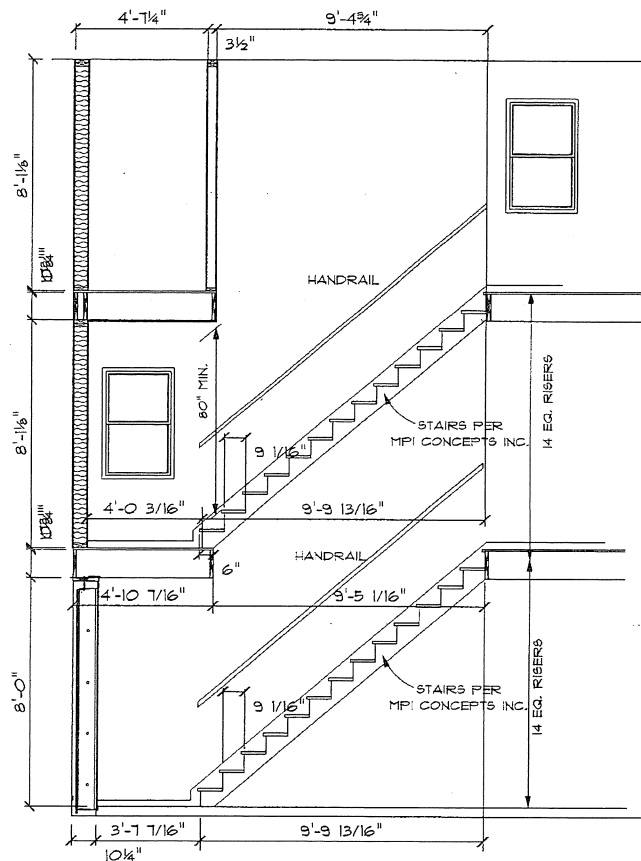 4'-7¼"
9'-4¾"
3½"
8'-1⅛"
HANDRAIL
80" MIN.
14 EQ. RISERS
STAIRS PER
MPI CONCEPTS INC.
8'-1⅛"
9 1/16"
4'-0 3/16"
9'-9 13/16"
HANDRAIL
6"
4'-10 7/16"
9'-5 1/16"
8'-0"
STAIRS PER
MPI CONCEPTS INC.
14 EQ. RISERS
9 1/16"
3'-7 7/16"
9'-9 13/16"
10¼"